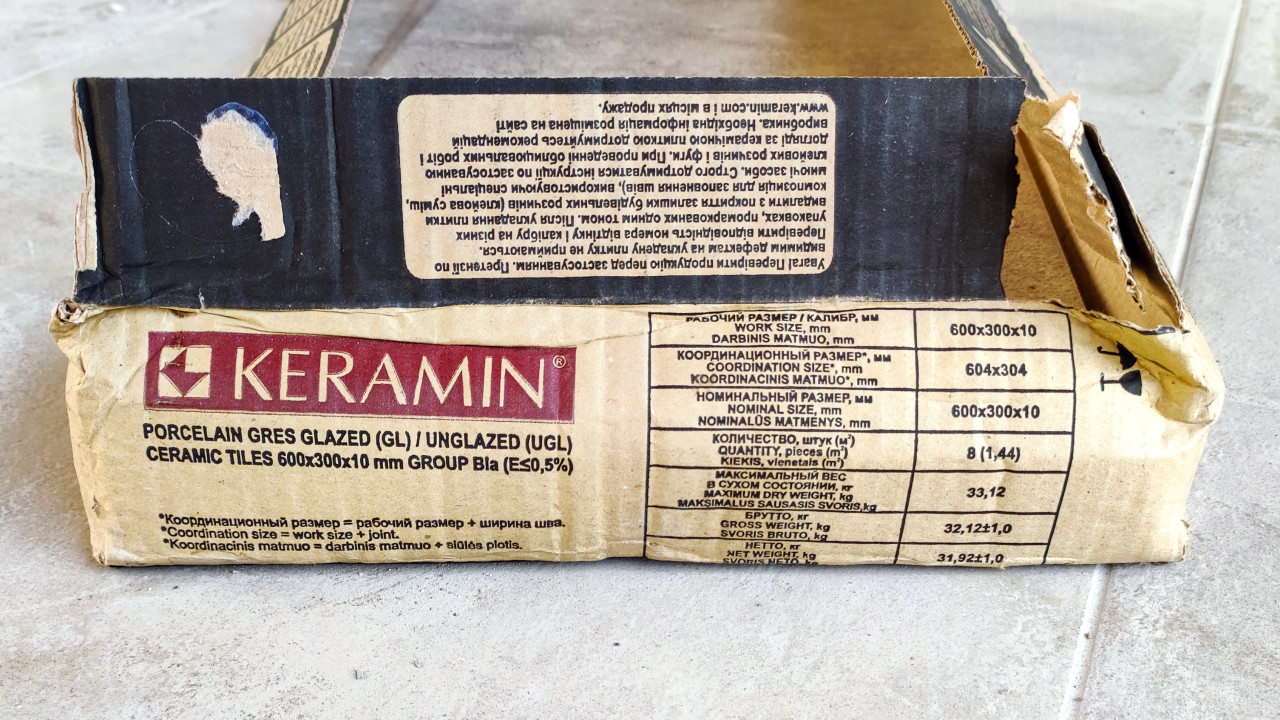 Увага! Перевірити продукцію перед застосуванням. Претензії по
видимим дефектам на укладену плитку не приймаються.
Перевірити відповідність номера відтінку і калібру на різних
упаковках, промаркованих одним тоном. Після укладання плитки
видалити з покриття залишки будівельних розчинів (клейова суміш,
композиція для заповнення швів), використовуючи спеціальні
миючі засоби. Строго дотримуватися інструкції по застосуванню
клейових розчинів і фуги. При проведенні облицювальних робіт і
догляді за керамічною плиткою дотримуйтесь рекомендацій
виробника. Необхідна інформація розміщена на сайті
www.keramin.com і в місцях продажу.
KERAMIN®
PORCELAIN GRES GLAZED (GL) / UNGLAZED (UGL)
CERAMIC TILES 600x300x10 mm GROUP BIa (E≤0,5%)
*Координационный размер = рабочий размер + ширина шва.
*Coordination size = work size + joint.
*Koordinacinis matmuo = darbinis matmuo + siūlės plotis.
РАБОЧИЙ РАЗМЕР / КАЛИБР, мм
WORK SIZE, mm
DARBINIS MATMUO, mm
600x300x10
КООРДИНАЦИОННЫЙ РАЗМЕР*, мм
COORDINATION SIZE*, mm
KOORDINACINIS MATMUO*, mm
604x304
НОМИНАЛЬНЫЙ РАЗМЕР, мм
NOMINAL SIZE, mm
NOMINALŪS MATMENYS, mm
600x300x10
КОЛИЧЕСТВО, штук (м²)
QUANTITY, pieces (m²)
KIEKIS, vienetais (m²)
8 (1,44)
МАКСИМАЛЬНЫЙ ВЕС
В СУХОМ СОСТОЯНИИ, кг
MAXIMUM DRY WEIGHT, kg
MAKSIMALUS SAUSASIS SVORIS,kg
33,12
БРУТТО, кг
GROSS WEIGHT, kg
SVORIS BRUTO, kg
32,12±1,0
НЕТТО, кг
NET WEIGHT, kg
SVORIS NETO, kg
31,92±1,0